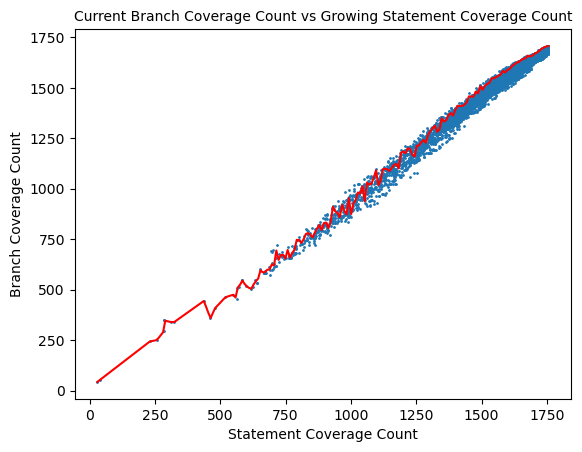 Current Branch Coverage Count vs Growing Statement Coverage Count
1750
1500
1250
1000
750
500
250
0
Branch Coverage Count
0 250 500 750 1000 1250 1500 1750
Statement Coverage Count